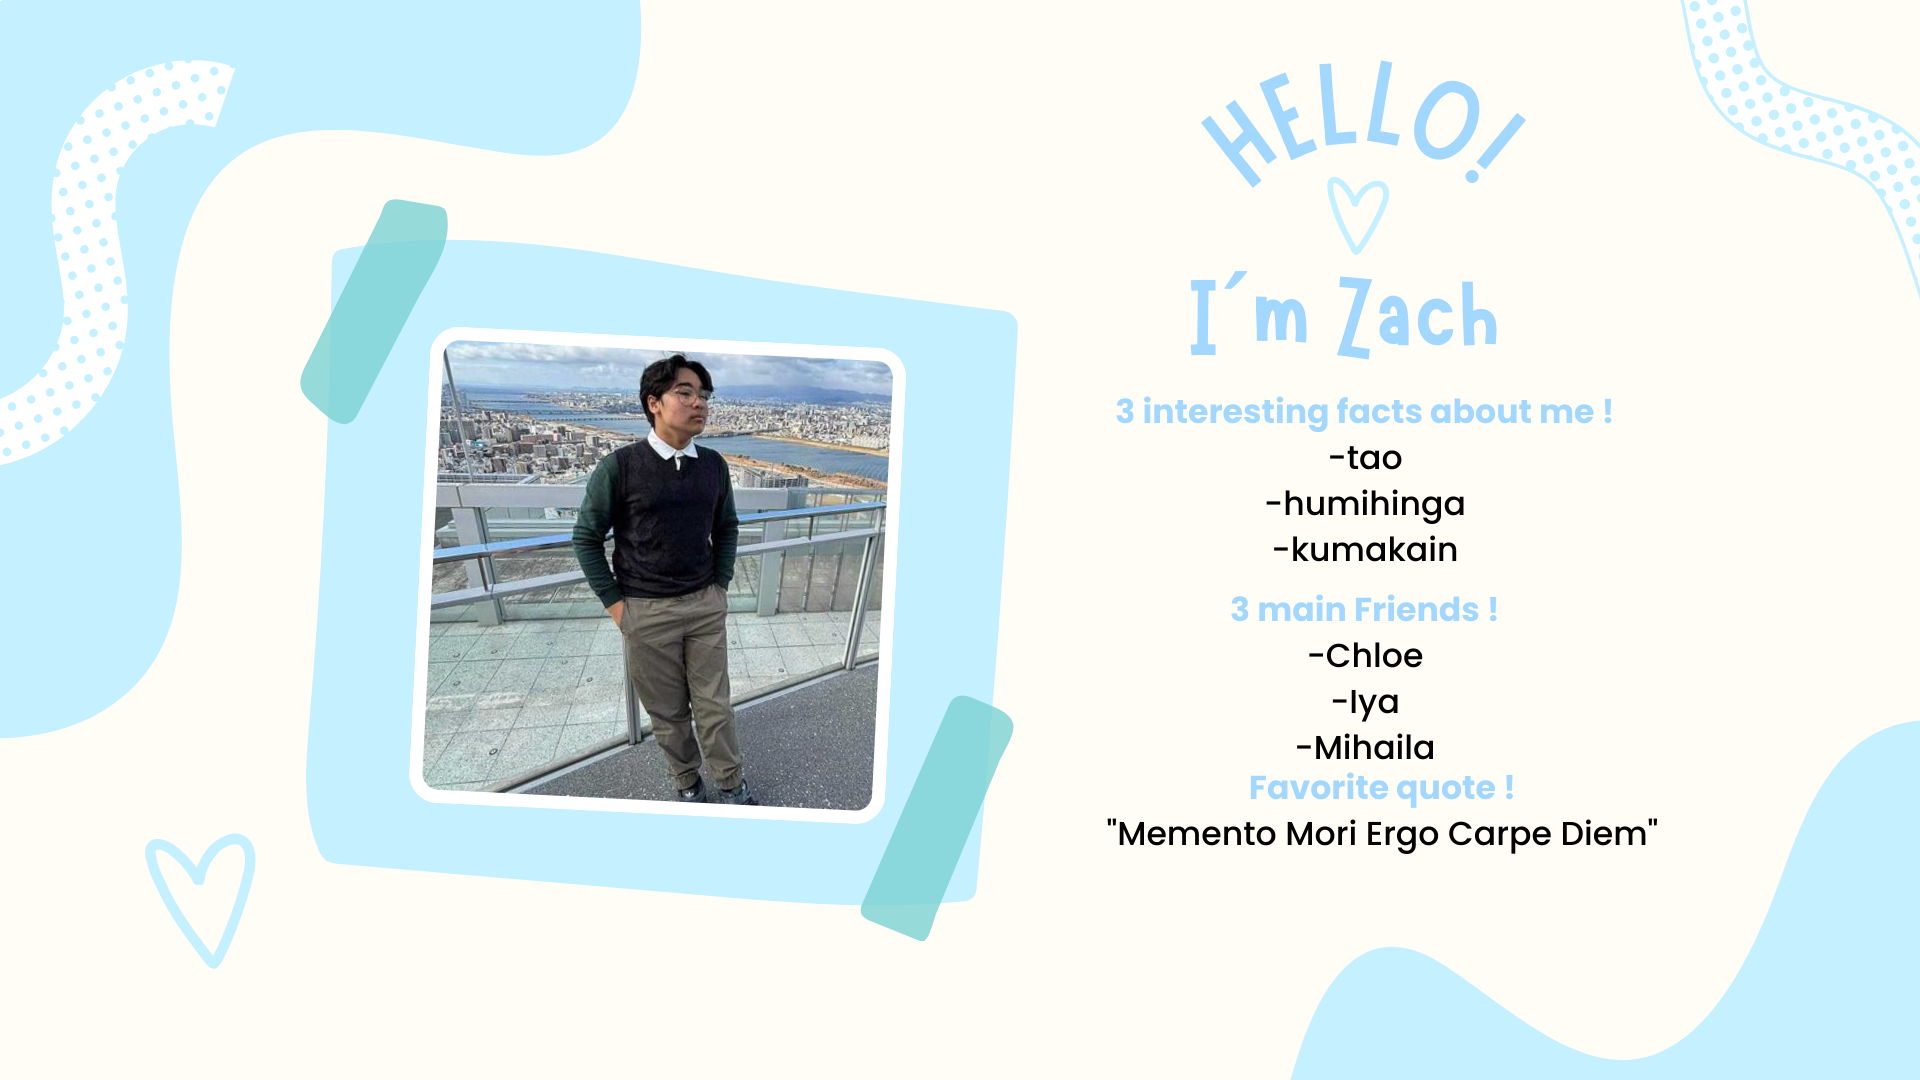 HELLO!
I´m Zach
3 interesting facts about me !
-tao
-humihinga
-kumakain
3 main Friends !
-Chloe
-Iya
-Mihaila
Favorite quote !
"Memento Mori Ergo Carpe Diem"